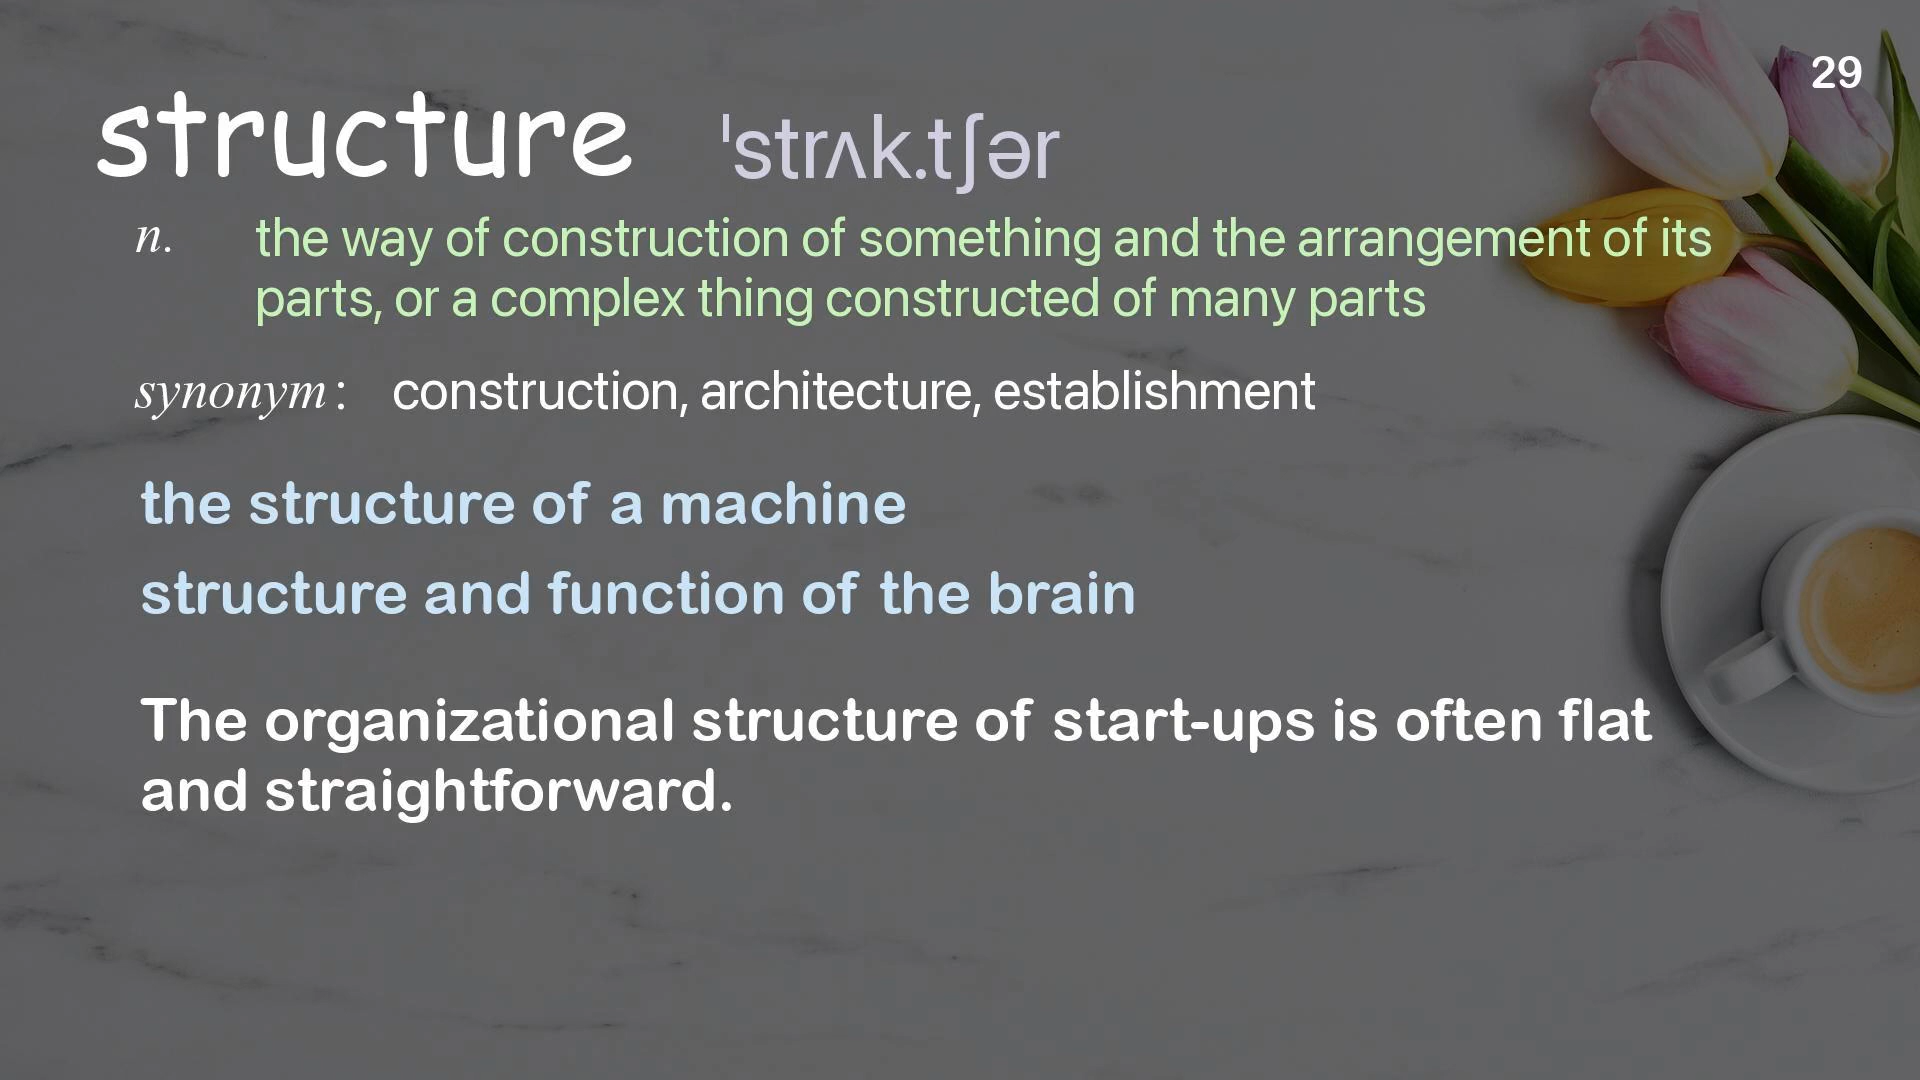 29
structure ˈstrʌk.tʃər
n. the way of construction of something and the arrangement of its
parts, or a complex thing constructed of many parts
synonym: construction, architecture, establishment
the structure of a machine
structure and function of the brain
The organizational structure of start-ups is often flat
and straightforward.